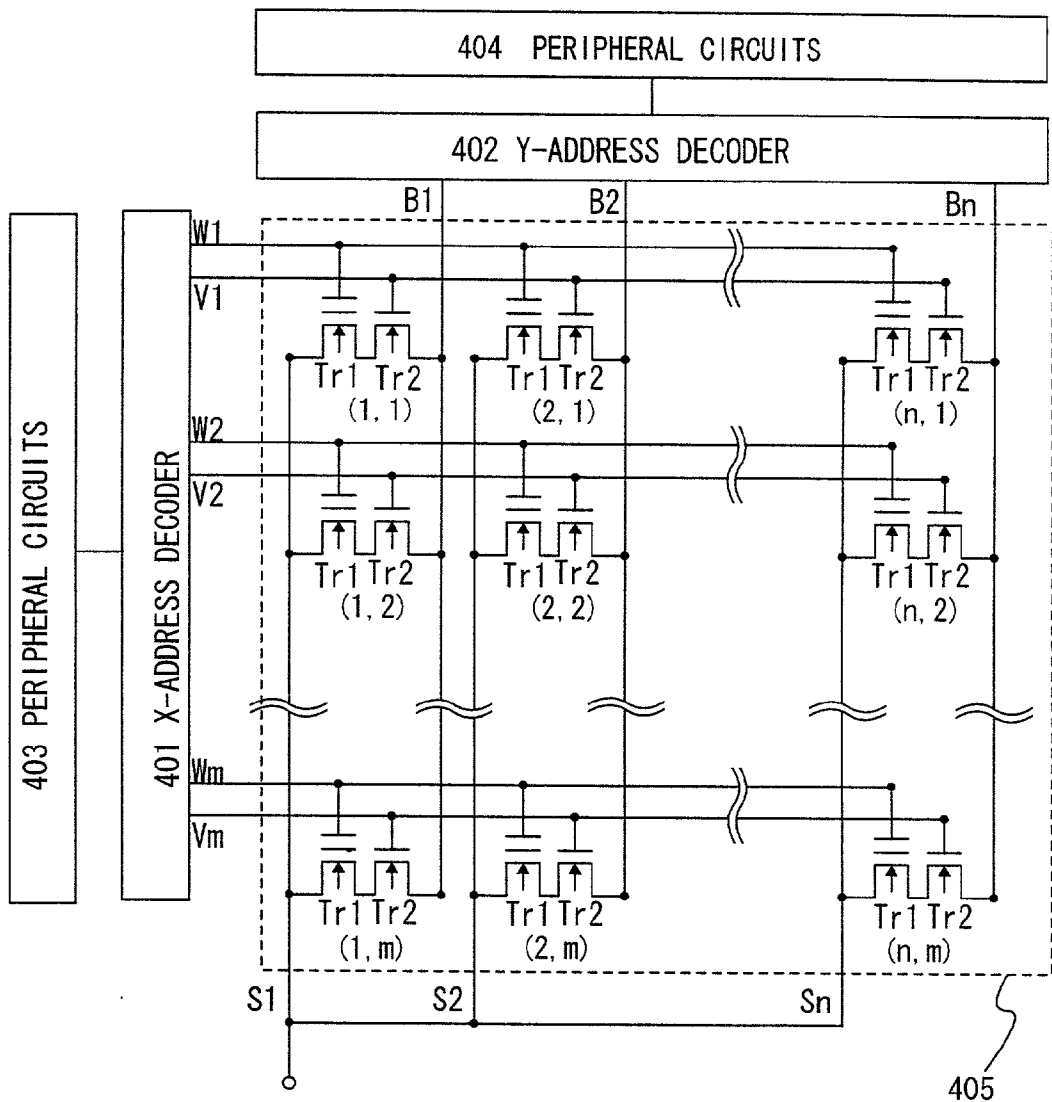 404 PERIPHERAL CIRCUITS
402 Y-ADDRESS DECODER
B1 B2 Bn
403 PERIPHERAL CIRCUITS
401 X-ADDRESS DECODER
W1
V1
Tr1 Tr2 Tr1 Tr2 Tr1 Tr2
(1, 1) (2, 1) (n, 1)
W2
V2
Tr1 Tr2 Tr1 Tr2 Tr1 Tr2
(1, 2) (2, 2) (n, 2)
Wm
Vm
Tr1 Tr2 Tr1 Tr2 Tr1 Tr2
(1, m) (2, m) (n, m)
S1 S2 Sn
405